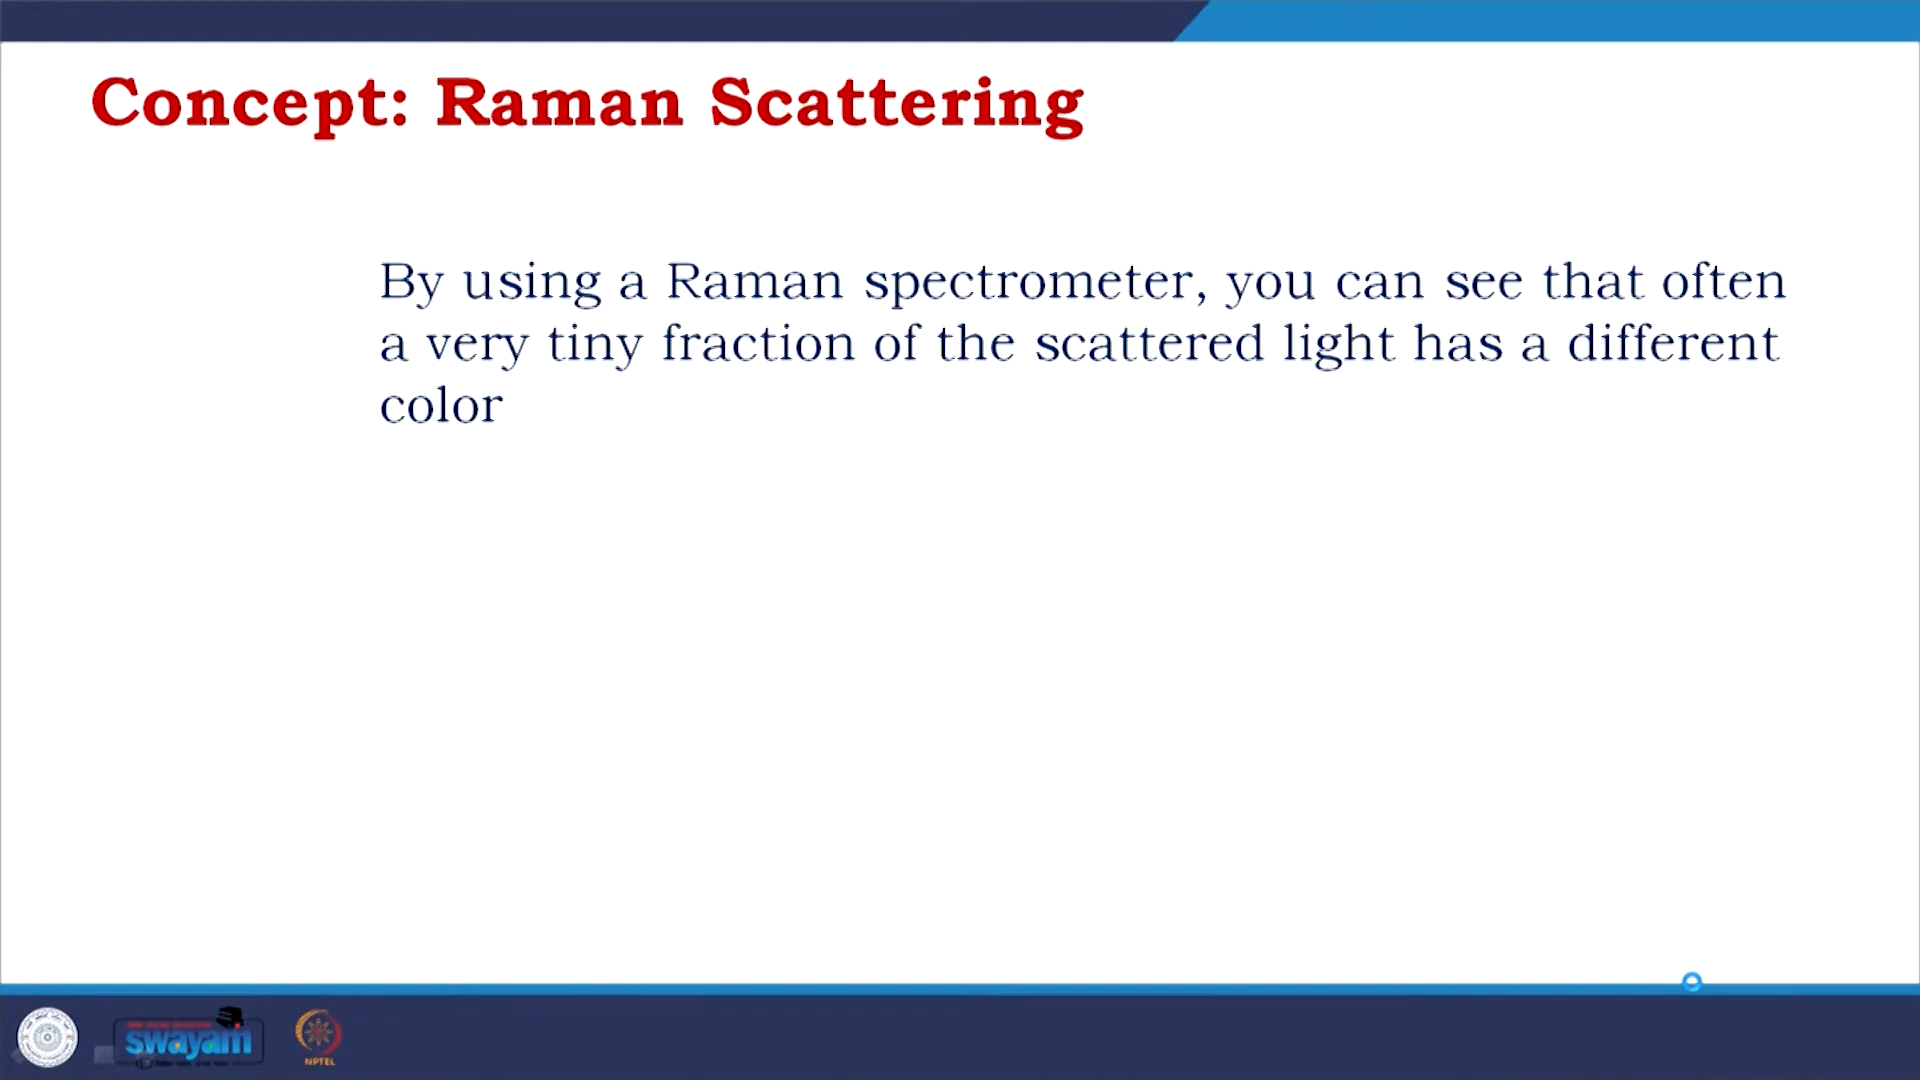 Concept: Raman Scattering
By using a Raman spectrometer, you can see that often
a very tiny fraction of the scattered light has a different
color
swayam
NPTEL